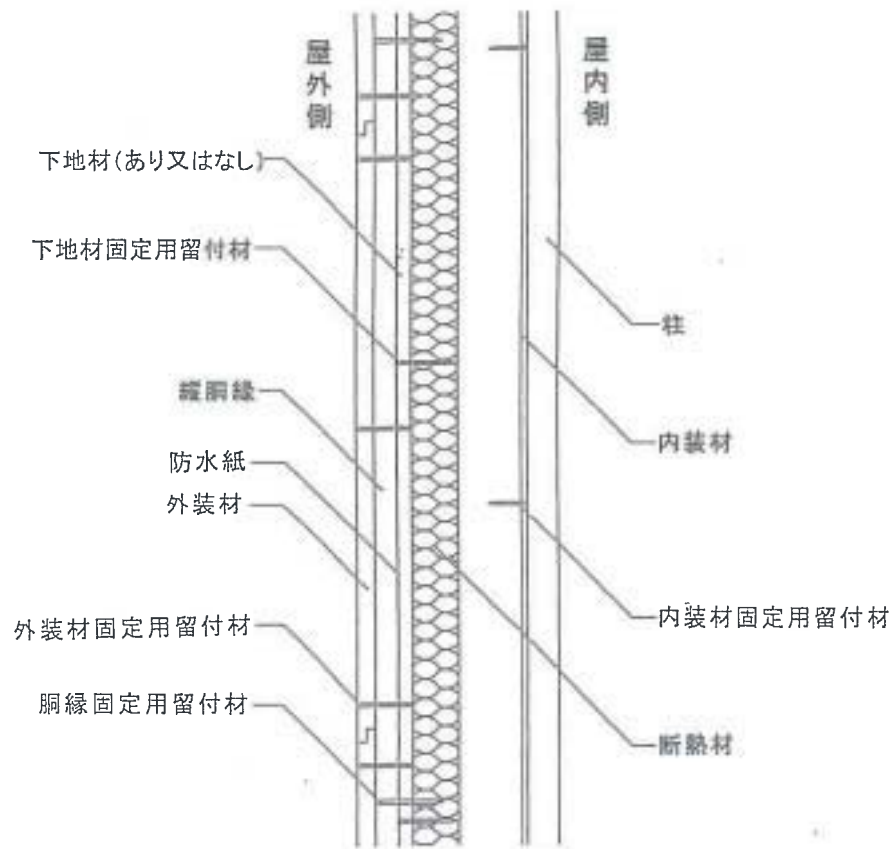 屋外側
屋内側
下地材(あり又はなし)
下地材固定用留付材
縦胴縁
防水紙
外装材
外装材固定用留付材
胴縁固定用留付材
柱
内装材
内装材固定用留付材
断熱材